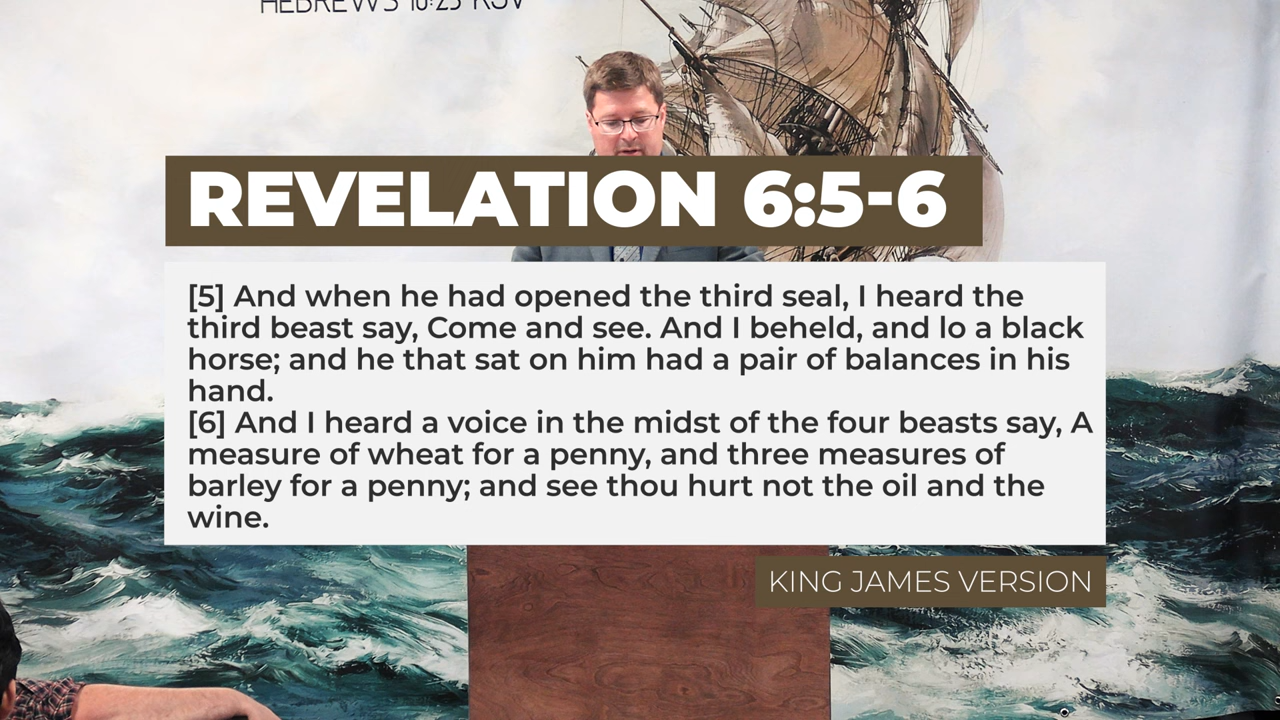 HEBREWS 10:23 KJV
REVELATION 6:5-6
[5] And when he had opened the third seal, I heard the
third beast say, Come and see. And I beheld, and lo a black
horse; and he that sat on him had a pair of balances in his
hand.
[6] And I heard a voice in the midst of the four beasts say, A
measure of wheat for a penny, and three measures of
barley for a penny; and see thou hurt not the oil and the
wine.
KING JAMES VERSION